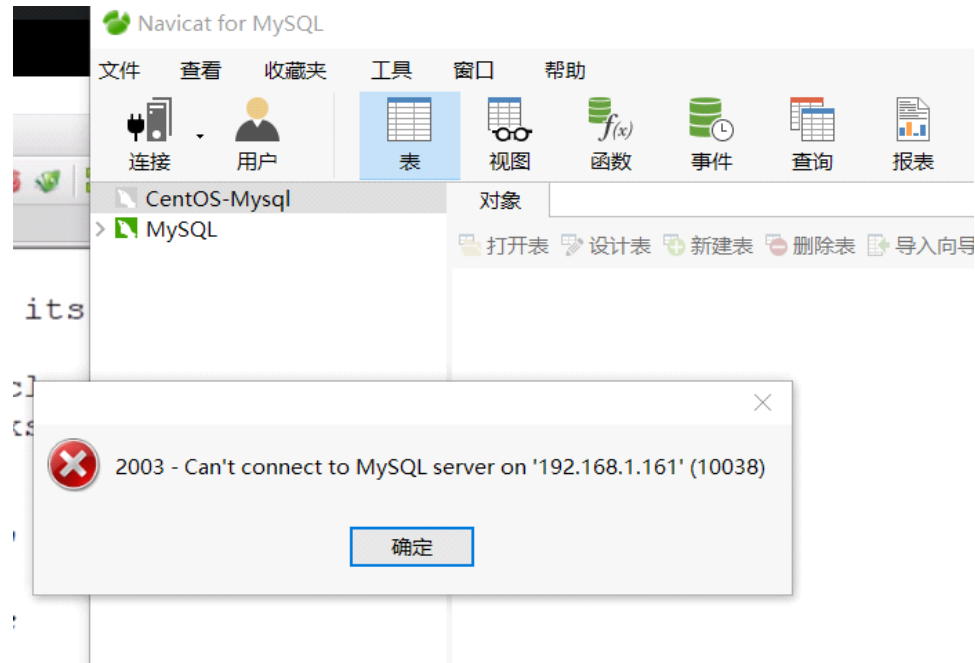 Navicat for MySQL
文件 查看 收藏夹 工具 窗口 帮助
f(x)
连接 用户 表 视图 函数 事件 查询 报表
CentOS-Mysql
对象
MySQL
打开表 设计表 新建表 删除表 导入向导
its
2003 - Can't connect to MySQL server on '192.168.1.161' (10038)
确定